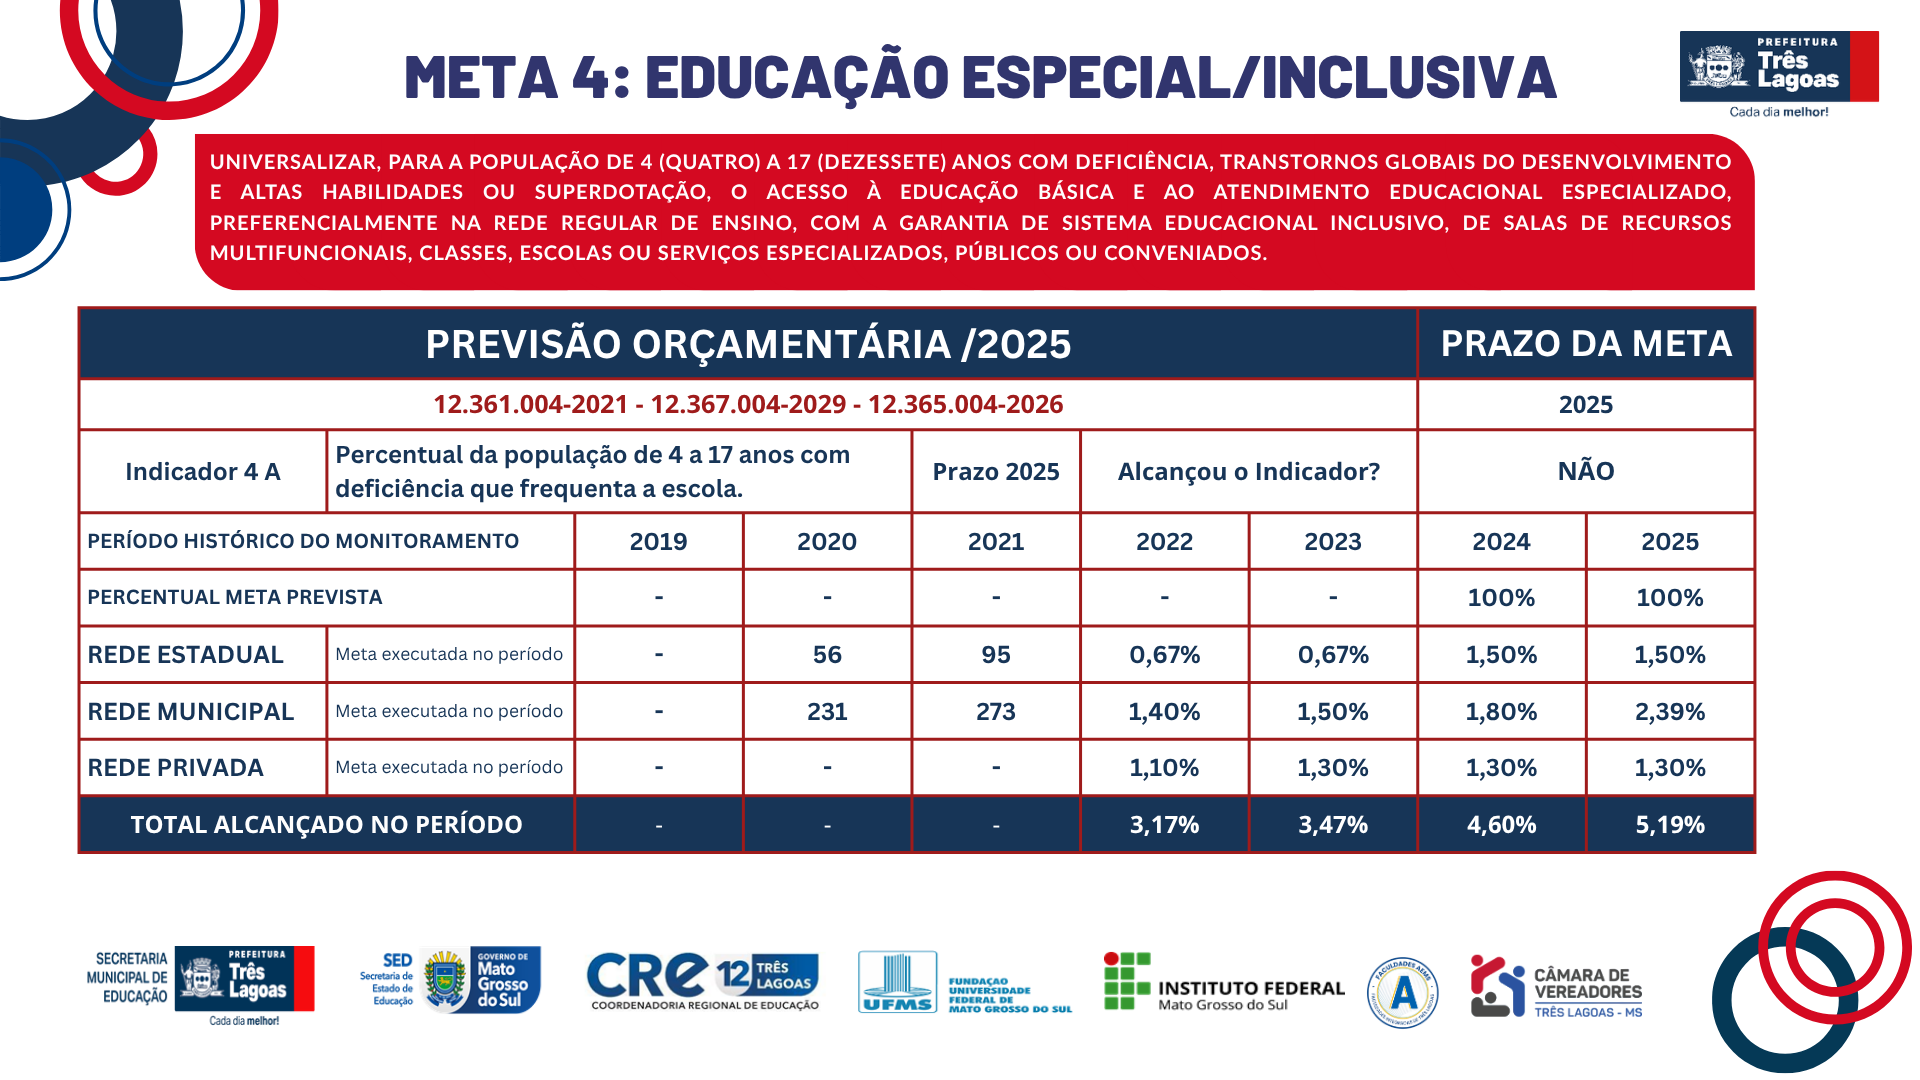 META 4: EDUCAÇÃO ESPECIAL/INCLUSIVA
PREFEITURA
Três
Lagoas
Cada dia melhor!
UNIVERSALIZAR, PARA A POPULAÇÃO DE 4 (QUATRO) A 17 (DEZESSETE) ANOS COM DEFICIÊNCIA, TRANSTORNOS GLOBAIS DO DESENVOLVIMENTO
E ALTAS HABILIDADES OU SUPERDOTAÇÃO, O ACESSO À EDUCAÇÃO BÁSICA E AO ATENDIMENTO EDUCACIONAL ESPECIALIZADO,
PREFERENCIALMENTE NA REDE REGULAR DE ENSINO, COM A GARANTIA DE SISTEMA EDUCACIONAL INCLUSIVO, DE SALAS DE RECURSOS
MULTIFUNCIONAIS, CLASSES, ESCOLAS OU SERVIÇOS ESPECIALIZADOS, PÚBLICOS OU CONVENIADOS.
PREVISÃO ORÇAMENTÁRIA /2025 PRAZO DA META
12.361.004-2021 - 12.367.004-2029 - 12.365.004-2026 2025
Indicador 4 A Percentual da população de 4 a 17 anos com
deficiência que frequenta a escola. Prazo 2025 Alcançou o Indicador? NÃO
PERÍODO HISTÓRICO DO MONITORAMENTO 2019 2020 2021 2022 2023 2024 2025
PERCENTUAL META PREVISTA - - - - - 100% 100%
REDE ESTADUAL Meta executada no período - 56 95 0,67% 0,67% 1,50% 1,50%
REDE MUNICIPAL Meta executada no período - 231 273 1,40% 1,50% 1,80% 2,39%
REDE PRIVADA Meta executada no período - - - 1,10% 1,30% 1,30% 1,30%
TOTAL ALCANÇADO NO PERÍODO - - - 3,17% 3,47% 4,60% 5,19%
SECRETARIA
MUNICIPAL DE
EDUCAÇÃO
PREFEITURA
Três
Lagoas
Cada dia melhor!
SED
Secretaria de
Estado de
Educação
GOVERNO DE
Mato
Grosso
do Sul
CRE 12 TRÊS
LAGOAS
COORDENADORIA REGIONAL DE EDUCAÇÃO
UFMS
FUNDAÇÃO
UNIVERSIDADE
FEDERAL DE
MATO GROSSO DO SUL
INSTITUTO FEDERAL
Mato Grosso do Sul
FACULDADES AEMS
A
CÂMARA DE
VEREADORES
TRÊS LAGOAS - MS